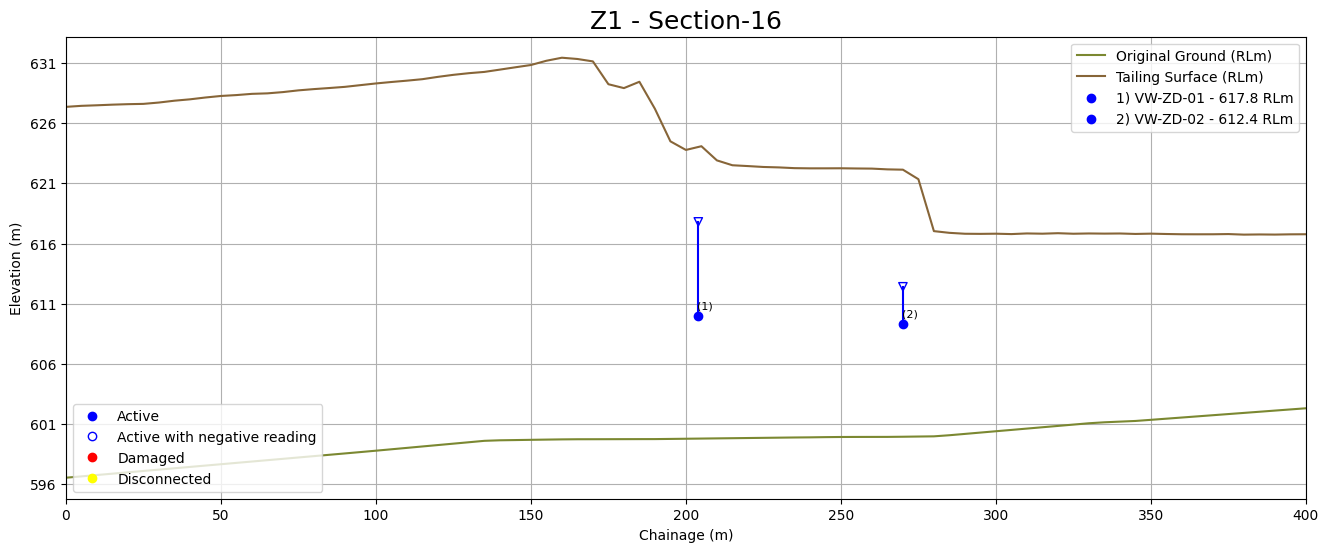 Z1 - Section-16
Elevation (m)
631
626
621
616
611
606
601
596
Original Ground (RLm)
Tailing Surface (RLm)
1) VW-ZD-01 - 617.8 RLm
2) VW-ZD-02 - 612.4 RLm
(1)
(2)
Active
Active with negative reading
Damaged
Disconnected
0
50
100
150
200
250
300
350
400
Chainage (m)